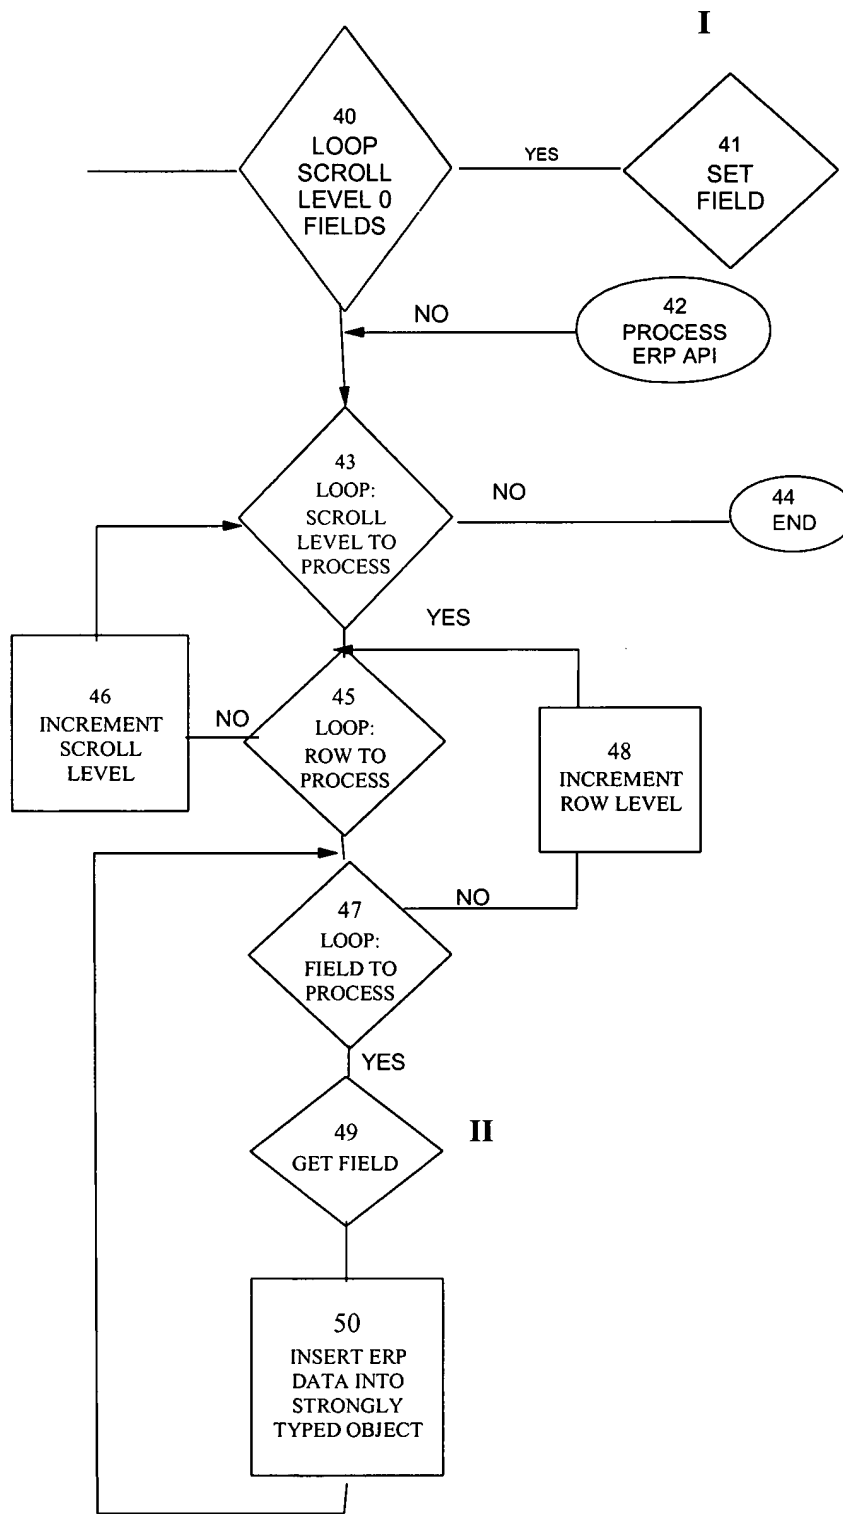 I
40
LOOP
SCROLL
LEVEL 0
FIELDS
YES
41
SET
FIELD
NO
42
PROCESS
ERP API
43
LOOP:
SCROLL
LEVEL TO
PROCESS
NO
44
END
YES
46
INCREMENT
SCROLL
LEVEL
NO
45
LOOP:
ROW TO
PROCESS
48
INCREMENT
ROW LEVEL
47
LOOP:
FIELD TO
PROCESS
NO
YES
49
GET FIELD
II
50
INSERT ERP
DATA INTO
STRONGLY
TYPED OBJECT